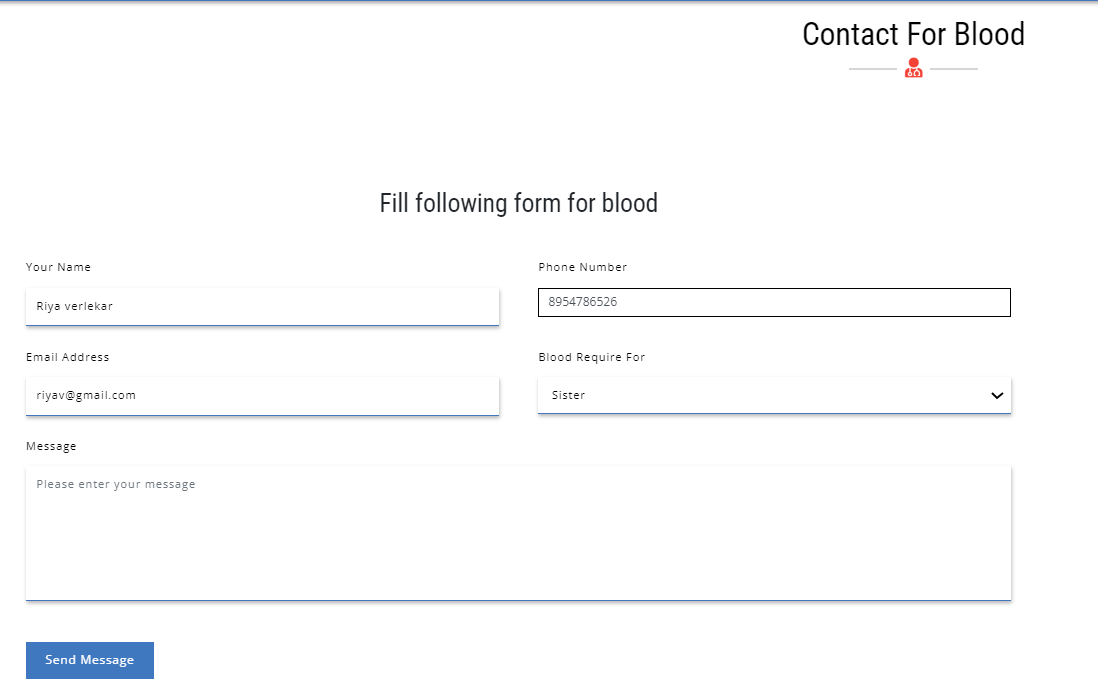 Contact For Blood
Fill following form for blood
Your Name
Phone Number
Riya verlekar
8954786526
Email Address
Blood Require For
riyav@gmail.com
Sister
Message
Please enter your message
Send Message